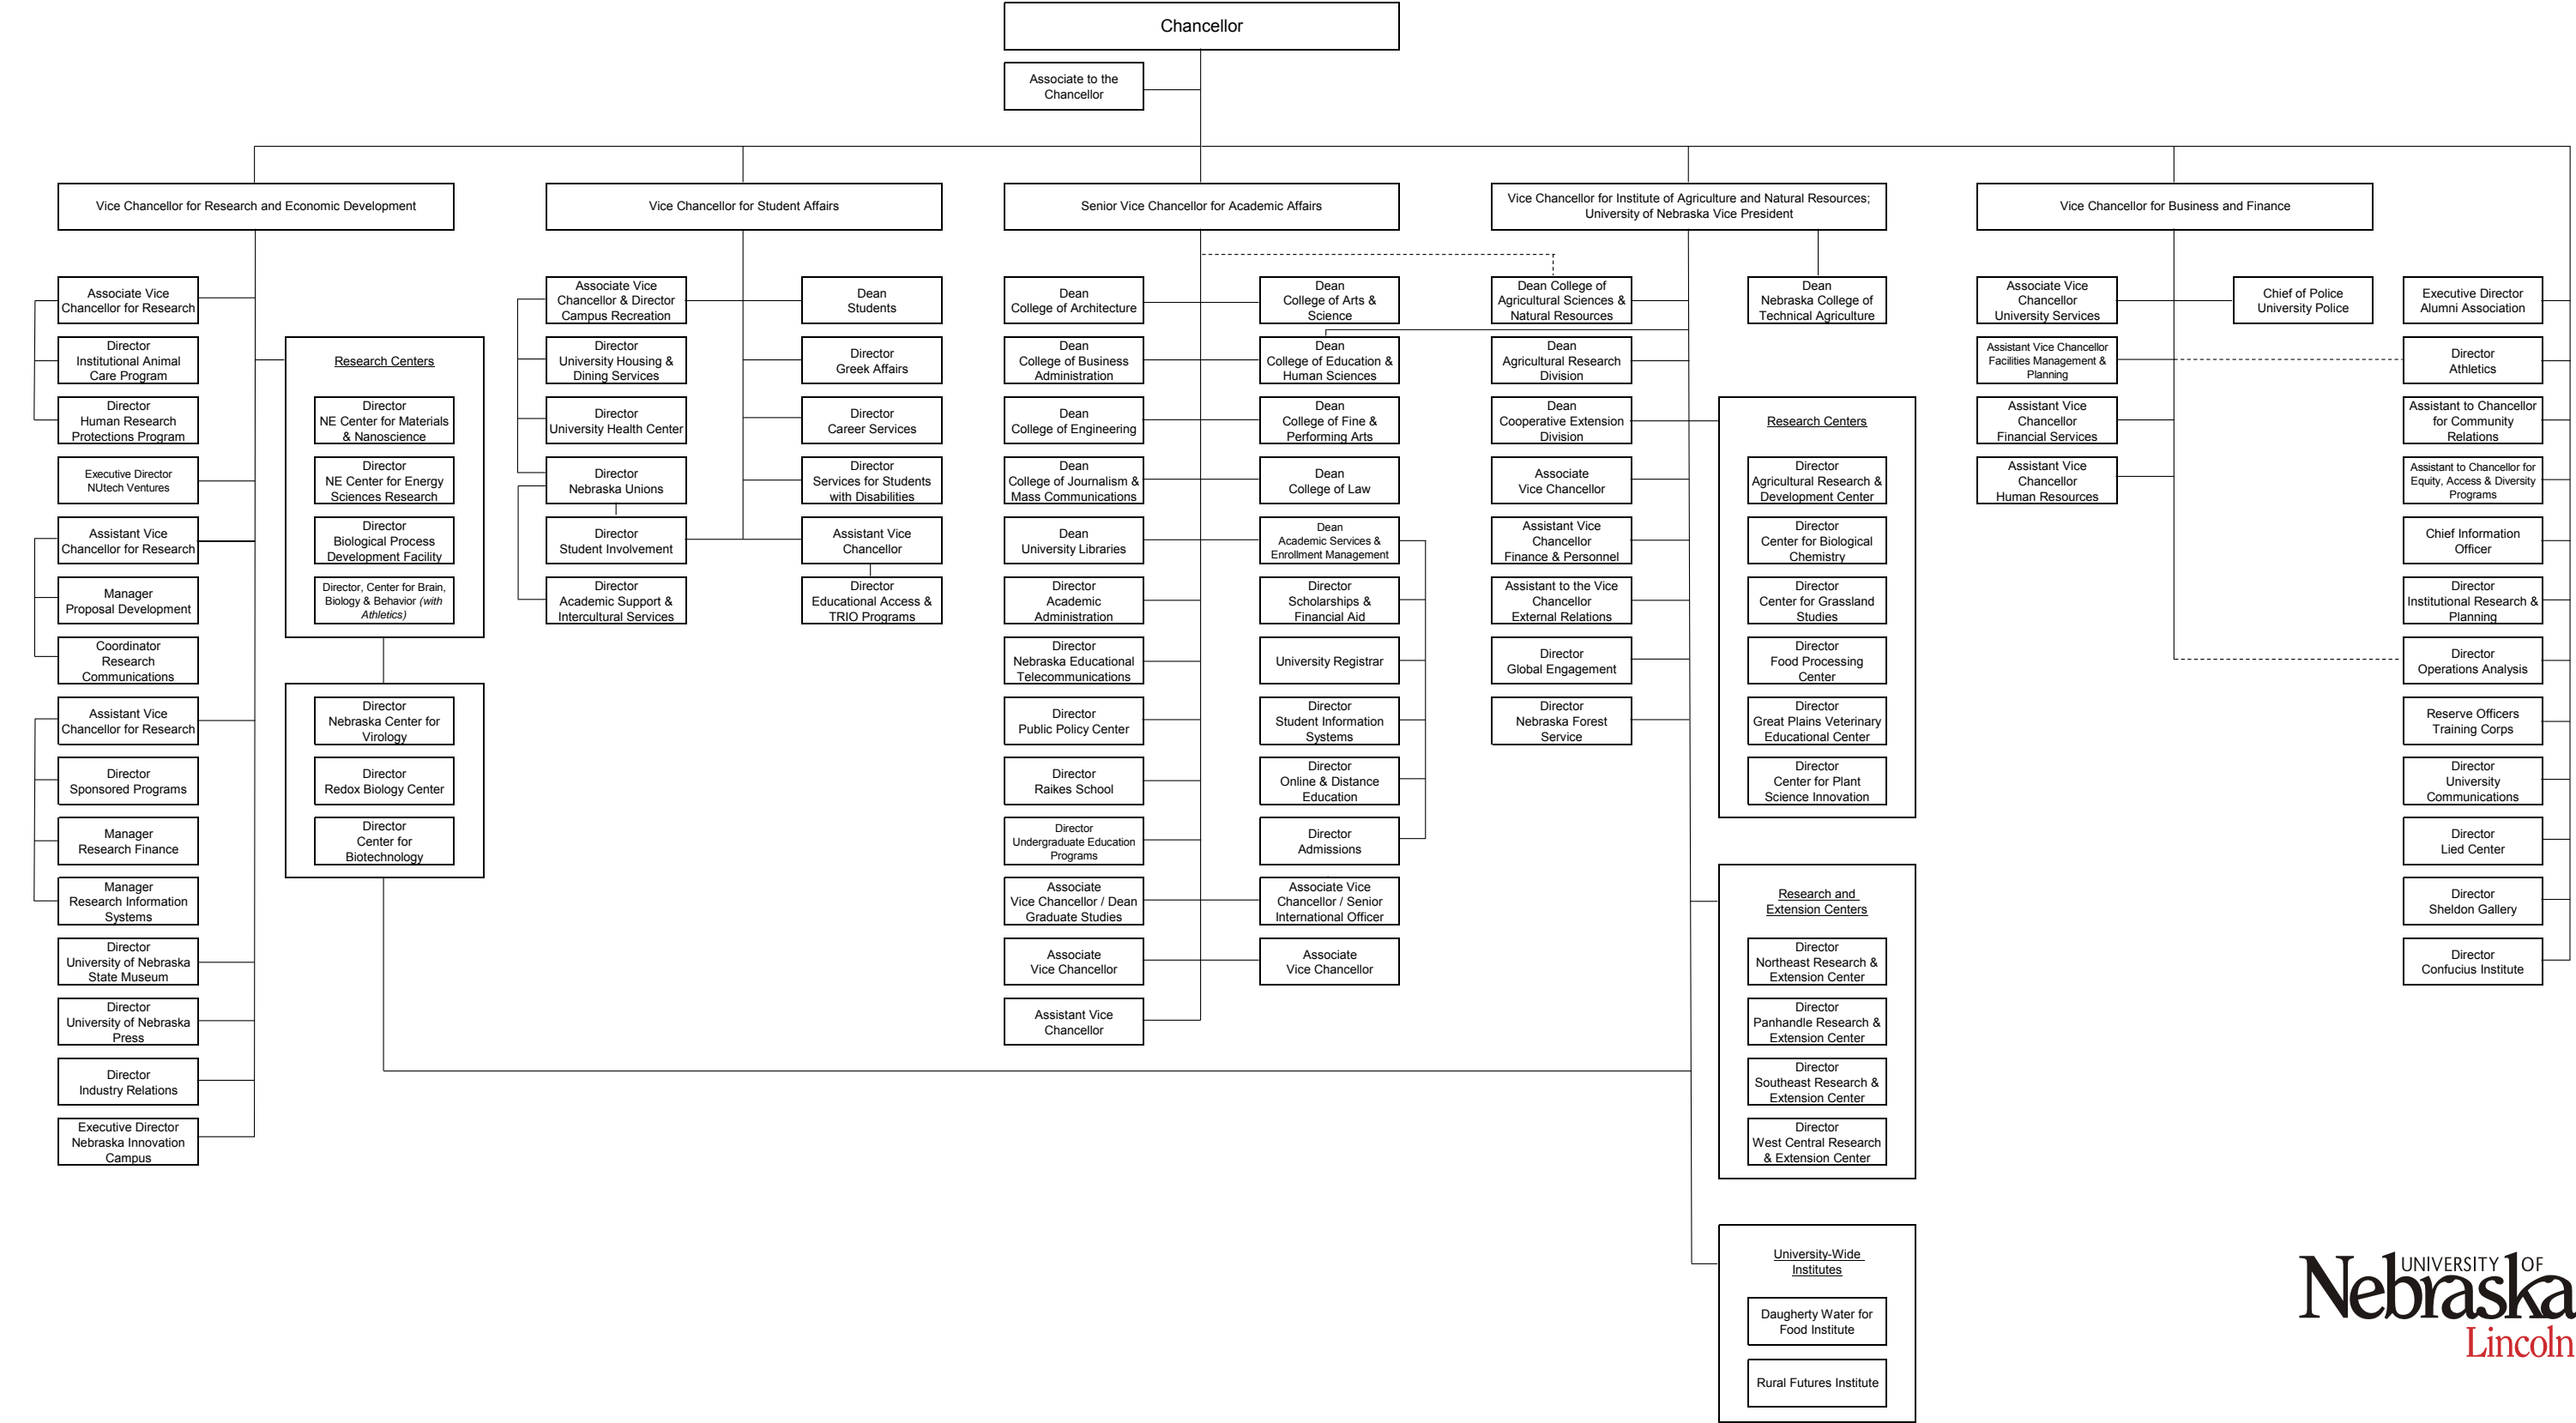 Chancellor
Associate to the
Chancellor
Vice Chancellor for Research and Economic Development
Vice Chancellor for Student Affairs
Senior Vice Chancellor for Academic Affairs
Vice Chancellor for Institute of Agriculture and Natural Resources;
University of Nebraska Vice President
Vice Chancellor for Business and Finance
Associate Vice
Chancellor for Research
Director
Institutional Animal
Care Program
Director
Human Research
Protections Program
Executive Director
NUtech Ventures
Assistant Vice
Chancellor for Research
Manager
Proposal Development
Coordinator
Research
Communications
Assistant Vice
Chancellor for Research
Director
Sponsored Programs
Manager
Research Finance
Manager
Research Information
Systems
Director
University of Nebraska
State Museum
Director
University of Nebraska
Press
Director
Industry Relations
Executive Director
Nebraska Innovation
Campus
Research Centers
Director
NE Center for Materials
& Nanoscience
Director
NE Center for Energy
Sciences Research
Director
Biological Process
Development Facility
Director, Center for Brain,
Biology & Behavior (with
Athletics)
Director
Nebraska Center for
Virology
Director
Redox Biology Center
Director
Center for
Biotechnology
Associate Vice
Chancellor & Director
Campus Recreation
Director
University Housing &
Dining Services
Director
University Health Center
Director
Nebraska Unions
Director
Student Involvement
Director
Academic Support &
Intercultural Services
Dean
Students
Director
Greek Affairs
Director
Career Services
Director
Services for Students
with Disabilities
Assistant Vice
Chancellor
Director
Educational Access &
TRIO Programs
Dean
College of Architecture
Dean
College of Business
Administration
Dean
College of Engineering
Dean
College of Journalism &
Mass Communications
Dean
University Libraries
Director
Academic
Administration
Director
Nebraska Educational
Telecommunications
Director
Public Policy Center
Director
Raikes School
Director
Undergraduate Education
Programs
Associate
Vice Chancellor / Dean
Graduate Studies
Associate
Vice Chancellor
Assistant Vice
Chancellor
Dean
College of Arts &
Science
Dean
College of Education &
Human Sciences
Dean
College of Fine &
Performing Arts
Dean
College of Law
Dean
Academic Services &
Enrollment Management
Director
Scholarships &
Financial Aid
University Registrar
Director
Student Information
Systems
Director
Online & Distance
Education
Director
Admissions
Associate Vice
Chancellor / Senior
International Officer
Associate
Vice Chancellor
Dean College of
Agricultural Sciences &
Natural Resources
Dean
Agricultural Research
Division
Dean
Cooperative Extension
Division
Associate
Vice Chancellor
Assistant Vice
Chancellor
Finance & Personnel
Assistant to the Vice
Chancellor
External Relations
Director
Global Engagement
Director
Nebraska Forest
Service
Dean
Nebraska College of
Technical Agriculture
Research Centers
Director
Agricultural Research &
Development Center
Director
Center for Biological
Chemistry
Director
Center for Grassland
Studies
Director
Food Processing
Center
Director
Great Plains Veterinary
Educational Center
Director
Center for Plant
Science Innovation
Research and
Extension Centers
Director
Northeast Research &
Extension Center
Director
Panhandle Research &
Extension Center
Director
Southeast Research &
Extension Center
Director
West Central Research
& Extension Center
University-Wide
Institutes
Daugherty Water for
Food Institute
Rural Futures Institute
Associate Vice
Chancellor
University Services
Assistant Vice Chancellor
Facilities Management &
Planning
Assistant Vice
Chancellor
Financial Services
Assistant Vice
Chancellor
Human Resources
Chief of Police
University Police
Executive Director
Alumni Association
Director
Athletics
Assistant to Chancellor
for Community
Relations
Assistant to Chancellor for
Equity, Access & Diversity
Programs
Chief Information
Officer
Director
Institutional Research &
Planning
Director
Operations Analysis
Reserve Officers
Training Corps
Director
University
Communications
Director
Lied Center
Director
Sheldon Gallery
Director
Confucius Institute
UNIVERSITY OF
Nebraska
Lincoln